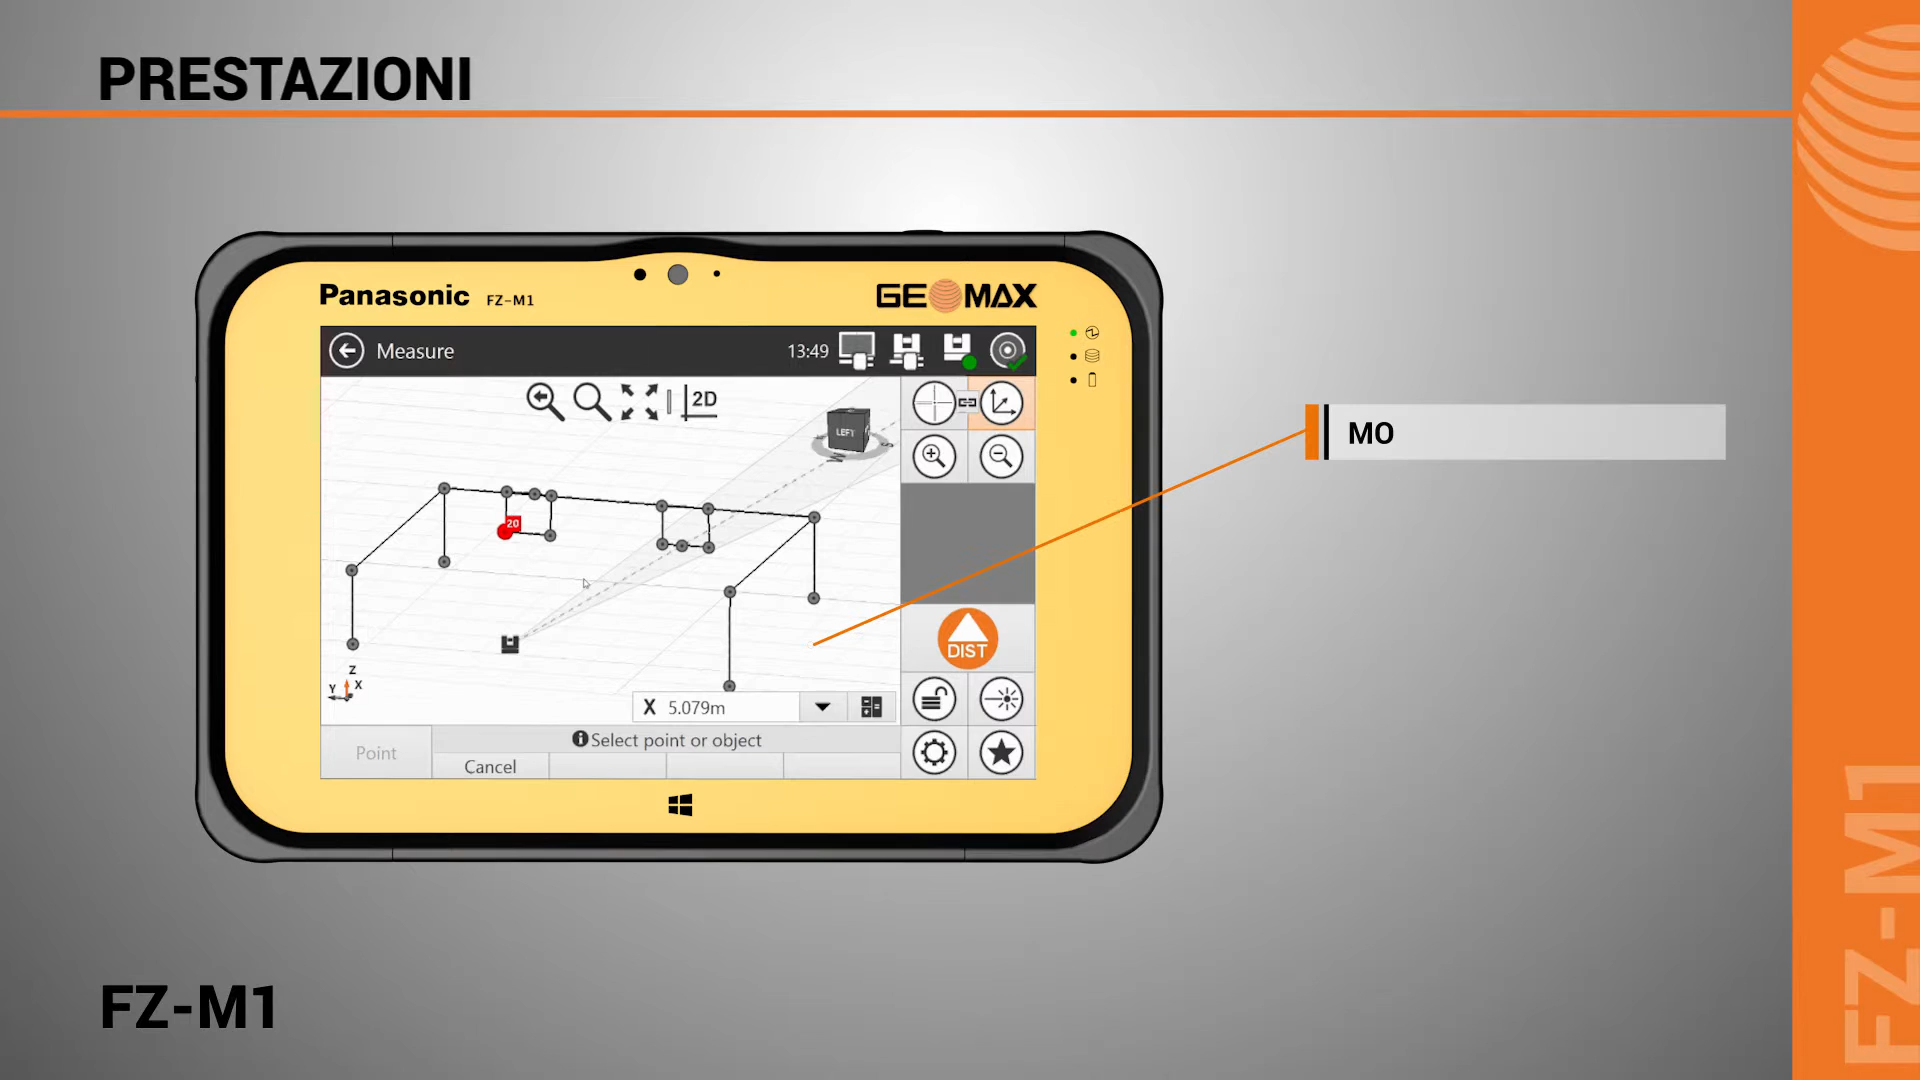 PRESTAZIONI
Panasonic FZ-M1
GEOMAX
Measure 13:49
2D
LEFT
MO
20
DIST
Z
Y X
X 5.079m
Select point or object
Point
Cancel
FZ-M1
FZ-M1